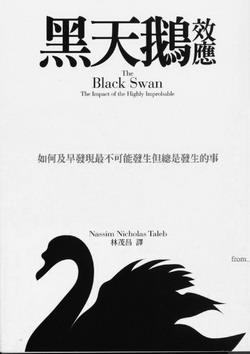 黑天鵝效應
The
Black Swan
The Impact of the Highly Improbable
如何及早發現最不可能發生但總是發生的事
Nassim Nicholas Taleb
林茂昌 譯
from..